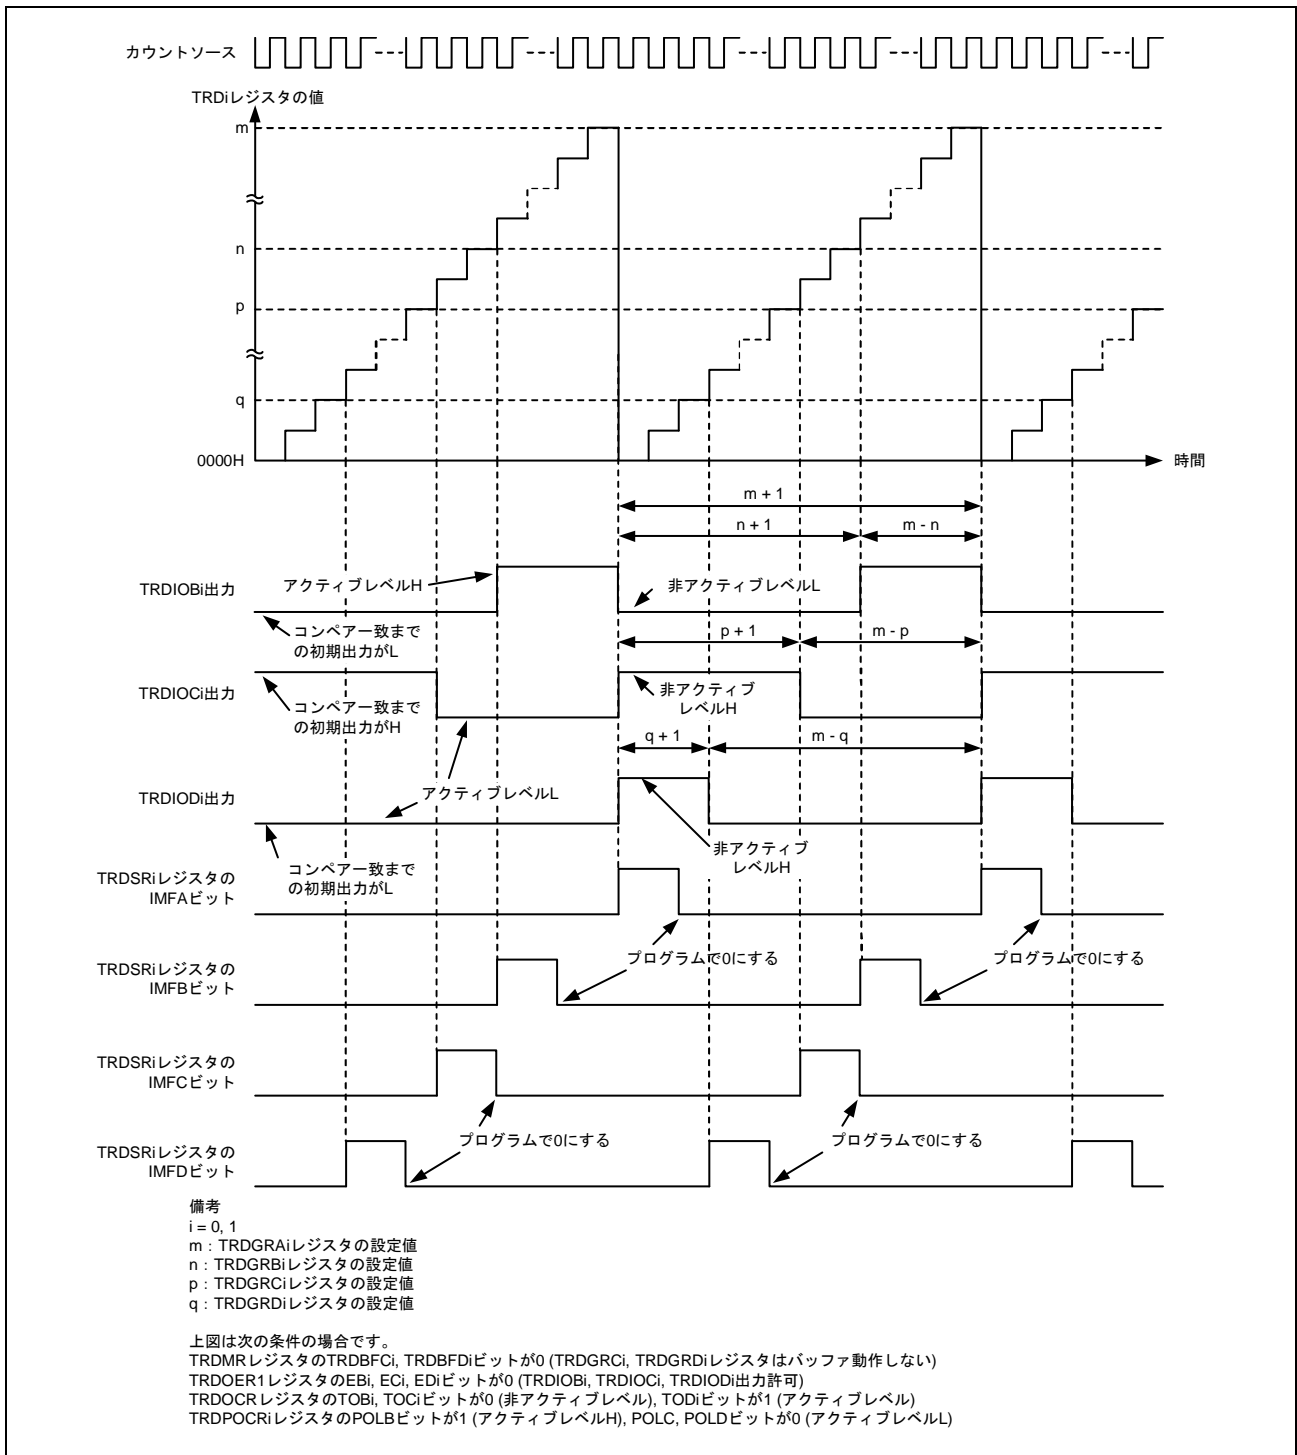 カウントソース
TRDiレジスタの値
m
n
p
q
0000H
時間
m + 1
n + 1
m - n
TRDIOBi出力
アクティブレベルH
非アクティブレベルL
コンペア一致まで
の初期出力がL
p + 1
m - p
TRDIOCi出力
コンペア一致まで
の初期出力がH
非アクティブ
レベルH
q + 1
m - q
TRDIODi出力
アクティブレベルL
コンペア一致まで
の初期出力がL
非アクティブ
レベルH
TRDSRiレジスタの
IMFAビット
プログラムで0にする
プログラムで0にする
TRDSRiレジスタの
IMFBビット
TRDSRiレジスタの
IMFCビット
プログラムで0にする
プログラムで0にする
TRDSRiレジスタの
IMFDビット
備考
i = 0, 1
m : TRDGRAiレジスタの設定値
n : TRDGRBiレジスタの設定値
p : TRDGRCiレジスタの設定値
q : TRDGRDiレジスタの設定値
上図は次の条件の場合です。
TRDMRレジスタのTRDBFCi, TRDBFDiビットが0 (TRDGRCi, TRDGRDiレジスタはバッファ動作しない)
TRDOER1レジスタのEBi, ECi, EDiビットが0 (TRDIOBi, TRDIOCi, TRDIODi出力許可)
TRDOCRレジスタのTOBi, TOCiビットが0 (非アクティブレベル), TODiビットが1 (アクティブレベル)
TRDPOCRiレジスタのPOLBビットが1 (アクティブレベルH), POLC, POLDビットが0 (アクティブレベルL)